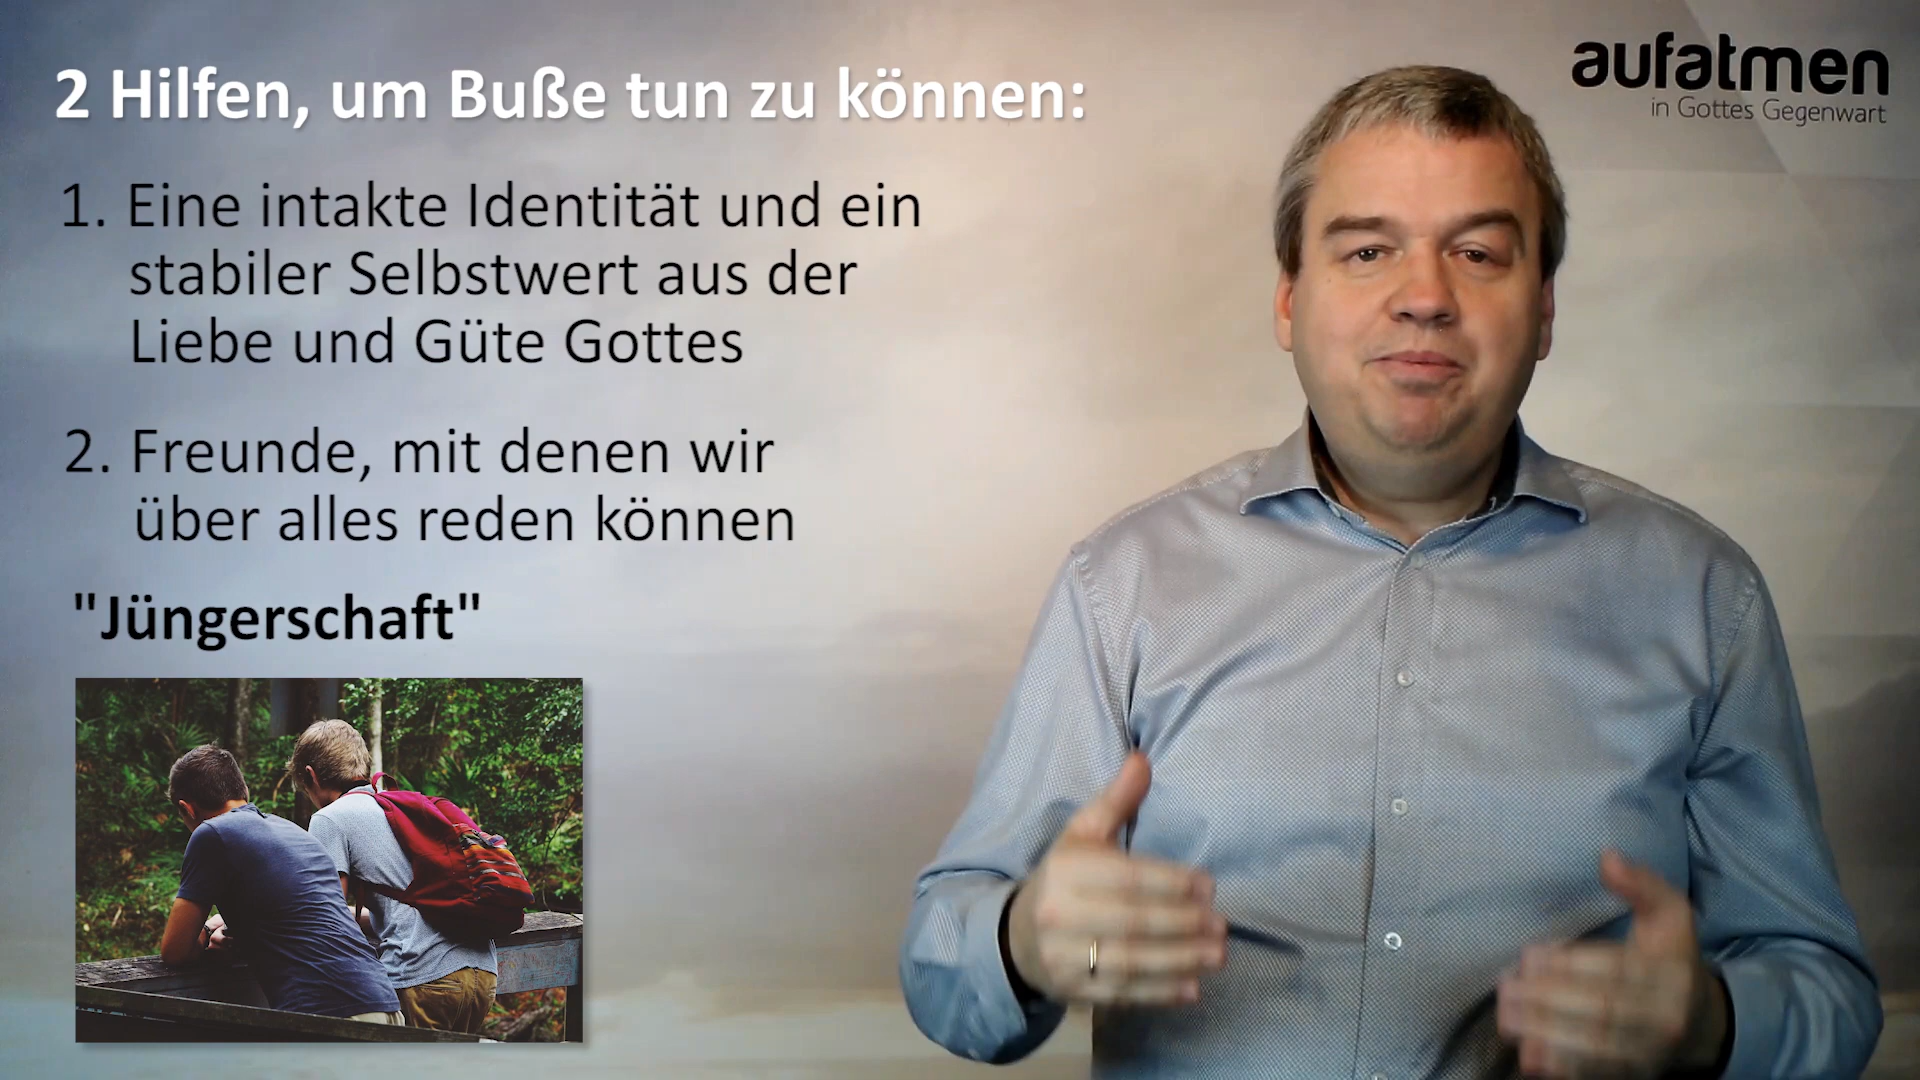 2 Hilfen, um Buße tun zu können:
1. Eine intakte Identität und ein
stabiler Selbstwert aus der
Liebe und Güte Gottes
2. Freunde, mit denen wir
über alles reden können
"Jüngerschaft"
aufatmen
in Gottes Gegenwart